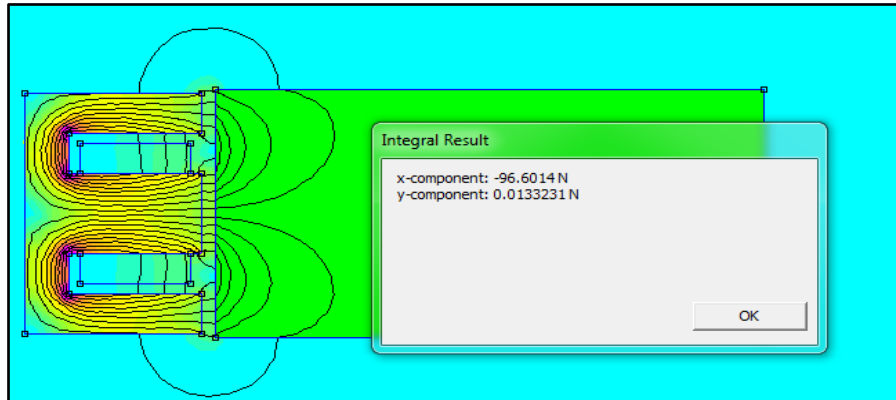 Integral Result
x-component: -96.6014 N
y-component: 0.0133231 N
OK